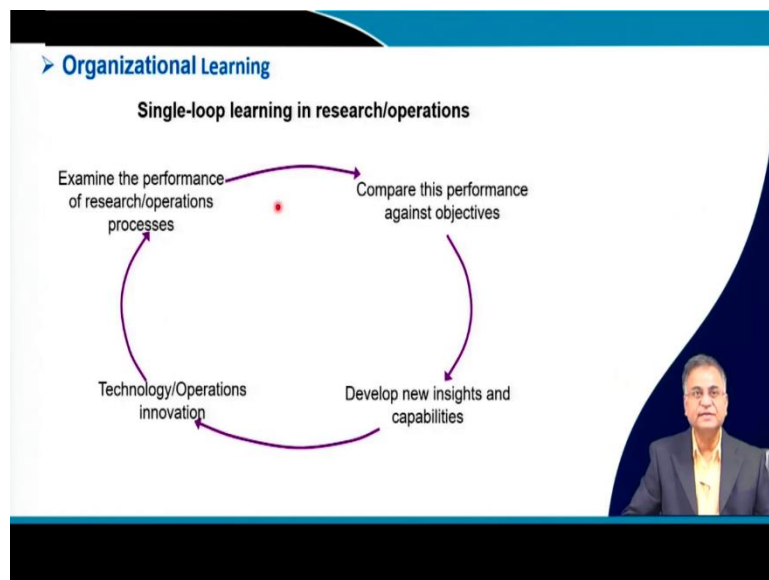 Organizational Learning
Single-loop learning in research/operations
Examine the performance
of research/operations
processes
Compare this performance
against objectives
Technology/Operations
innovation
Develop new insights and
capabilities